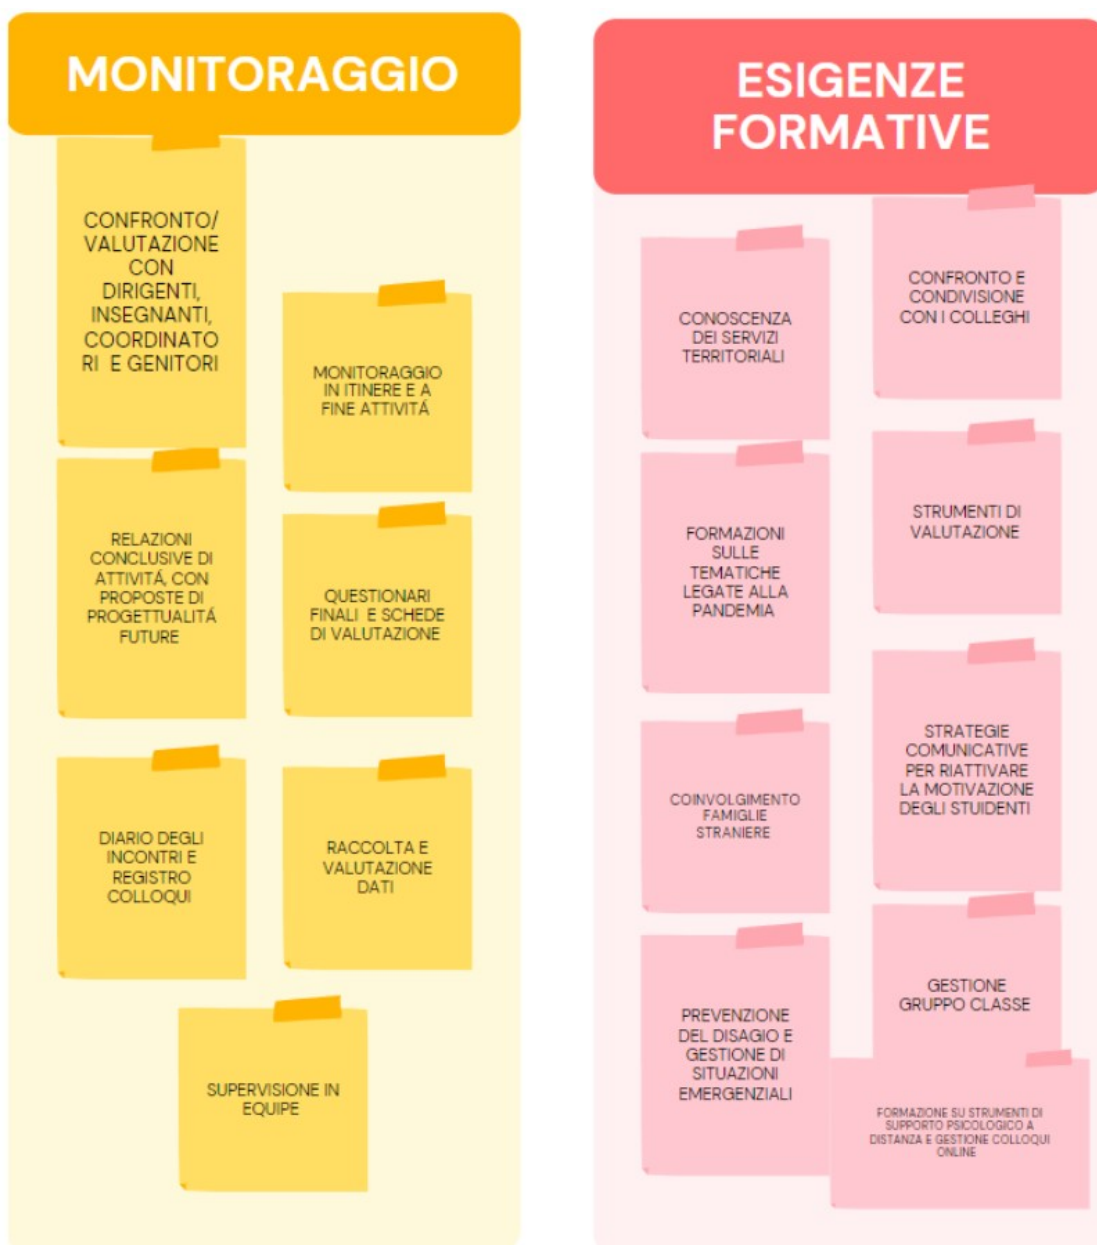 MONITORAGGIO
CONFRONTO/
VALUTAZIONE
CON
DIRIGENTI,
INSEGNANTI,
COORDINATO
RI E GENITORI
MONITORAGGIO
IN ITINERE E A
FINE ATTIVITÁ
RELAZIONI
CONCLUSIVE DI
ATTIVITÁ, CON
PROPOSTE DI
PROGETTUALITÁ
FUTURE
QUESTIONARI
FINALI E SCHEDE
DI VALUTAZIONE
DIARIO DEGLI
INCONTRI E
REGISTRO
COLLOQUI
RACCOLTA E
VALUTAZIONE
DATI
SUPERVISIONE IN
EQUIPE
ESIGENZE
FORMATIVE
CONOSCENZA
DEI SERVIZI
TERRITORIALI
CONFRONTO E
CONDIVISIONE
CON I COLLEGHI
FORMAZIONI
SULLE
TEMATICHE
LEGATE ALLA
PANDEMIA
STRUMENTI DI
VALUTAZIONE
COINVOLGIMENTO
FAMIGLIE
STRANIERE
STRATEGIE
COMUNICATIVE
PER RIATTIVARE
LA MOTIVAZIONE
DEGLI STUIDENTI
PREVENZIONE
DEL DISAGIO E
GESTIONE DI
SITUAZIONI
EMERGENZIALI
GESTIONE
GRUPPO CLASSE
FORMAZIONE SU STRUMENTI DI
SUPPORTO PSICOLOGICO A
DISTANZA E GESTIONE COLLOQUI
ONLINE